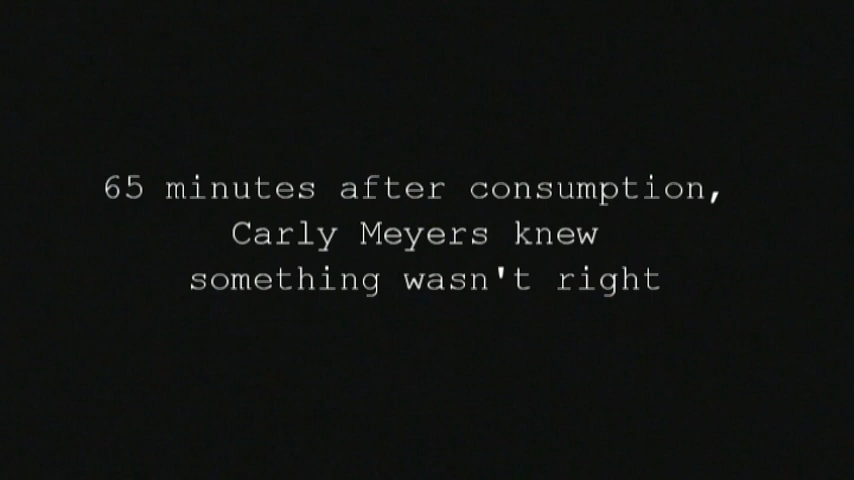 65 minutes after consumption,
Carly Meyers knew
something wasn't right